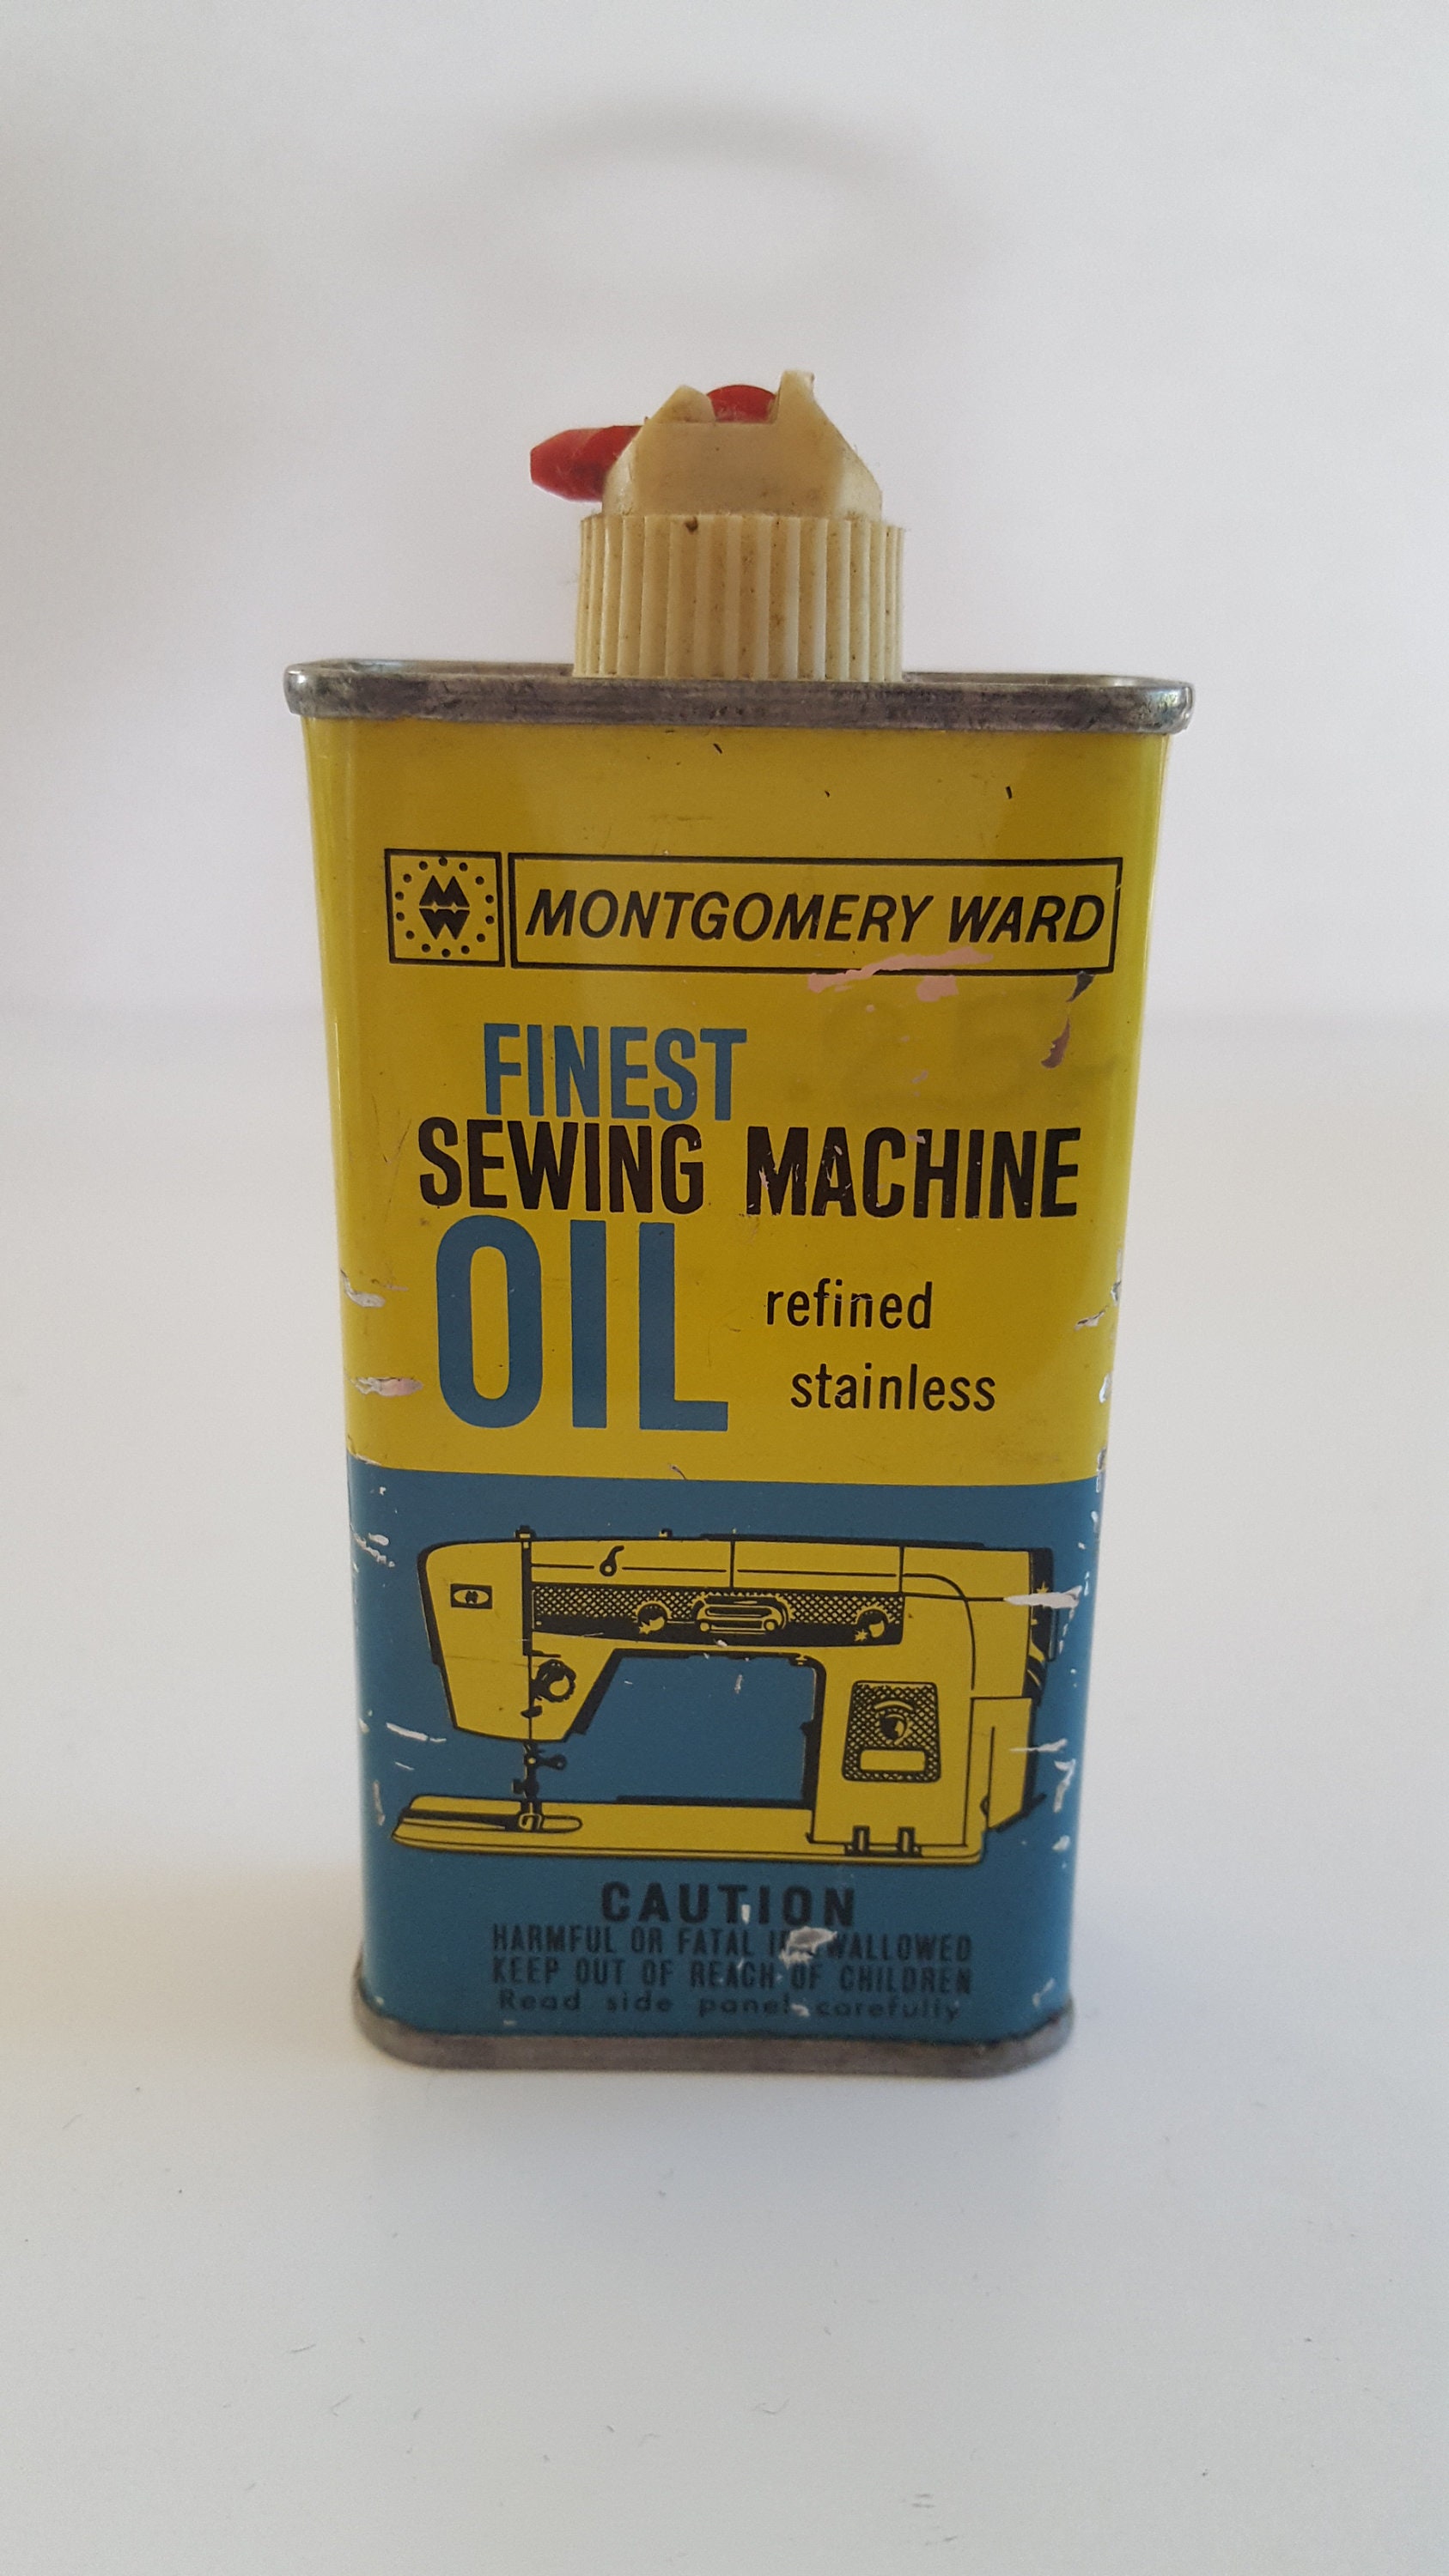 MW
MONTGOMERY WARD
FINEST
SEWING MACHINE
OIL
refined
stainless
CAUTION
HARMFUL OR FATAL IF SWALLOWED
KEEP OUT OF REACH OF CHILDREN
Read side panel carefully